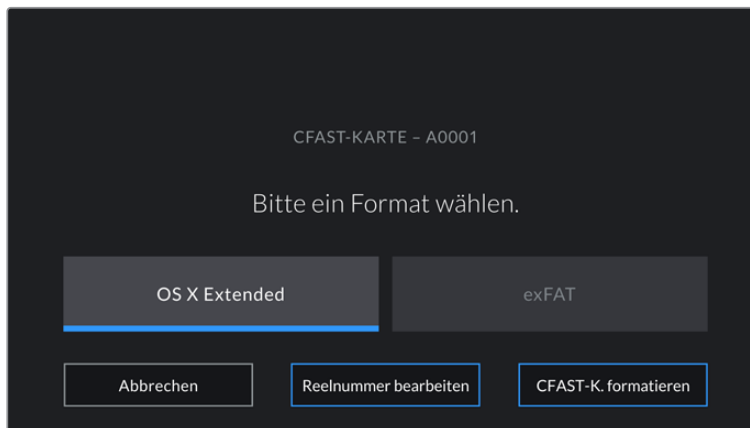 CFAST-KARTE – A0001
Bitte ein Format wählen.
OS X Extended
exFAT
Abbrechen
Reelnummer bearbeiten
CFAST-K. formatieren